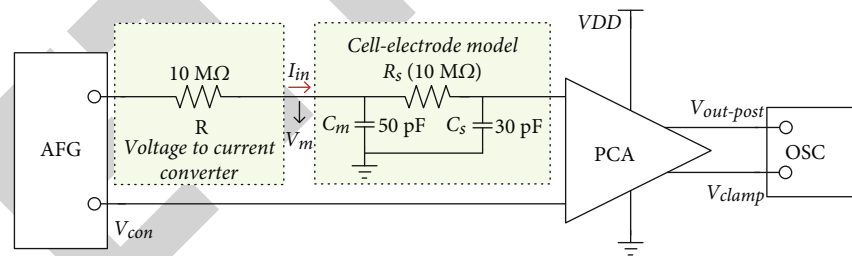 VDD
Cell-electrode model
10 MΩ
I_in
R_s (10 MΩ)
V_out-post
R
V_m
C_m
50 pF
C_s
30 pF
AFG
Voltage to current
converter
PCA
OSC
V_clamp
V_con